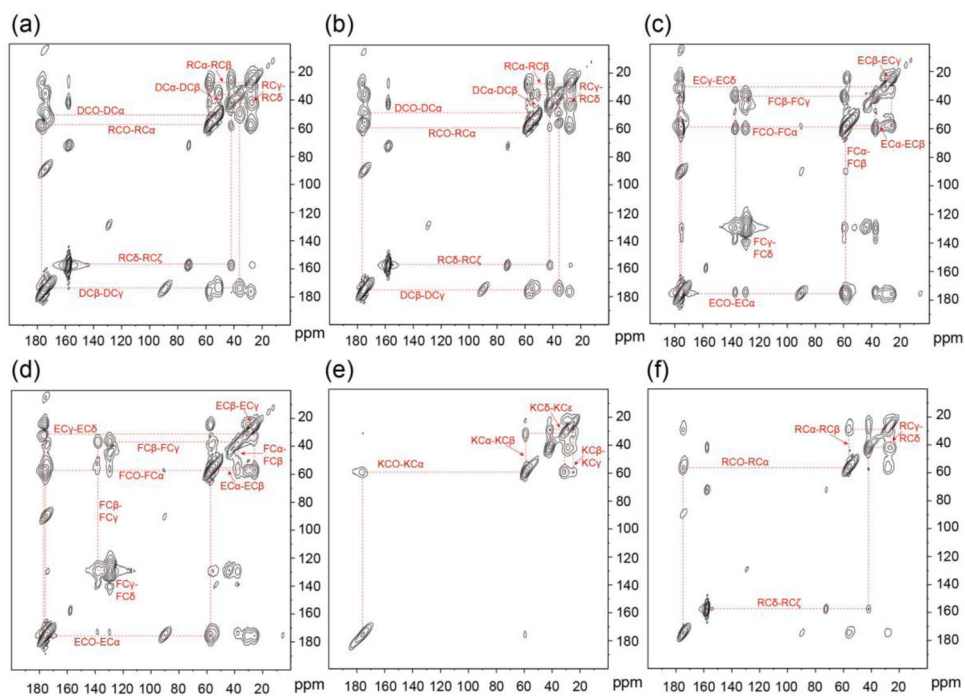 (a)
RCα-RCβ
DCα-DCβ
RCγ-
RCδ
DCO-DCα
RCO-RCα
RCδ-RCζ
DCβ-DCγ
20
40
60
80
100
120
140
160
180
180 160 140 120 100 80 60 40 20
ppm
(b)
RCα-RCβ
DCα-DCβ
RCγ-
RCδ
DCO-DCα
RCO-RCα
RCδ-RCζ
DCβ-DCγ
20
40
60
80
100
120
140
160
180
180 160 140 120 100 80 60 40 20
ppm
(c)
ECβ-ECγ
ECγ-ECδ
FCβ-FCγ
FCO-FCα
FCα-
FCβ
ECα-ECβ
FCγ-
FCδ
ECO-ECα
20
40
60
80
100
120
140
160
180
ppm
180 160 140 120 100 80 60 40 20
ppm
(d)
ECβ-ECγ
ECγ-ECδ
FCβ-FCγ
FCα-
FCβ
FCO-FCα
ECα-ECβ
FCβ-
FCγ
FCγ-
FCδ
ECO-ECα
20
40
60
80
100
120
140
160
180
180 160 140 120 100 80 60 40 20
ppm
(e)
KCδ-KCε
KCα-KCβ
KCβ-
KCγ
KCO-KCα
20
40
60
80
100
120
140
160
180
180 160 140 120 100 80 60 40 20
ppm
(f)
RCγ-
RCδ
RCα-RCβ
RCO-RCα
RCδ-RCζ
20
40
60
80
100
120
140
160
180
ppm
180 160 140 120 100 80 60 40 20
ppm